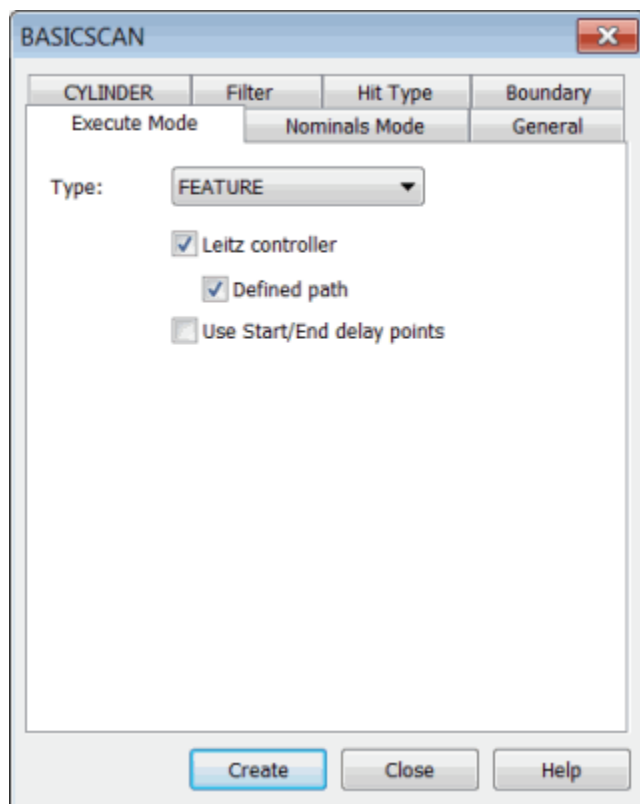 BASICSCAN
CYLINDER Filter Hit Type Boundary
Execute Mode Nominals Mode General
Type: FEATURE
Leitz controller
Defined path
Use Start/End delay points
Create Close Help